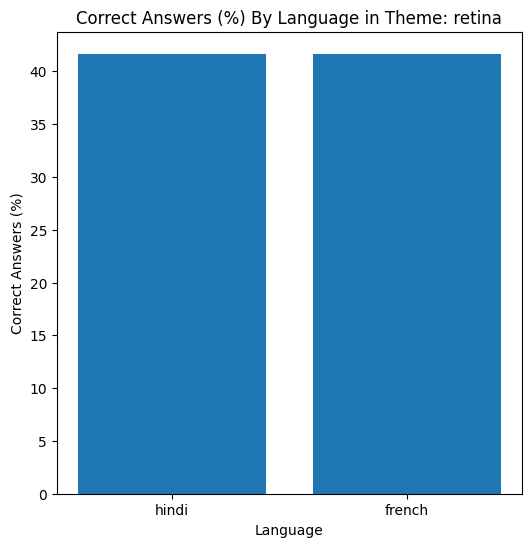 Correct Answers (%) By Language in Theme: retina
40
35
30
25
20
15
10
5
0
Correct Answers (%)
hindi french
Language